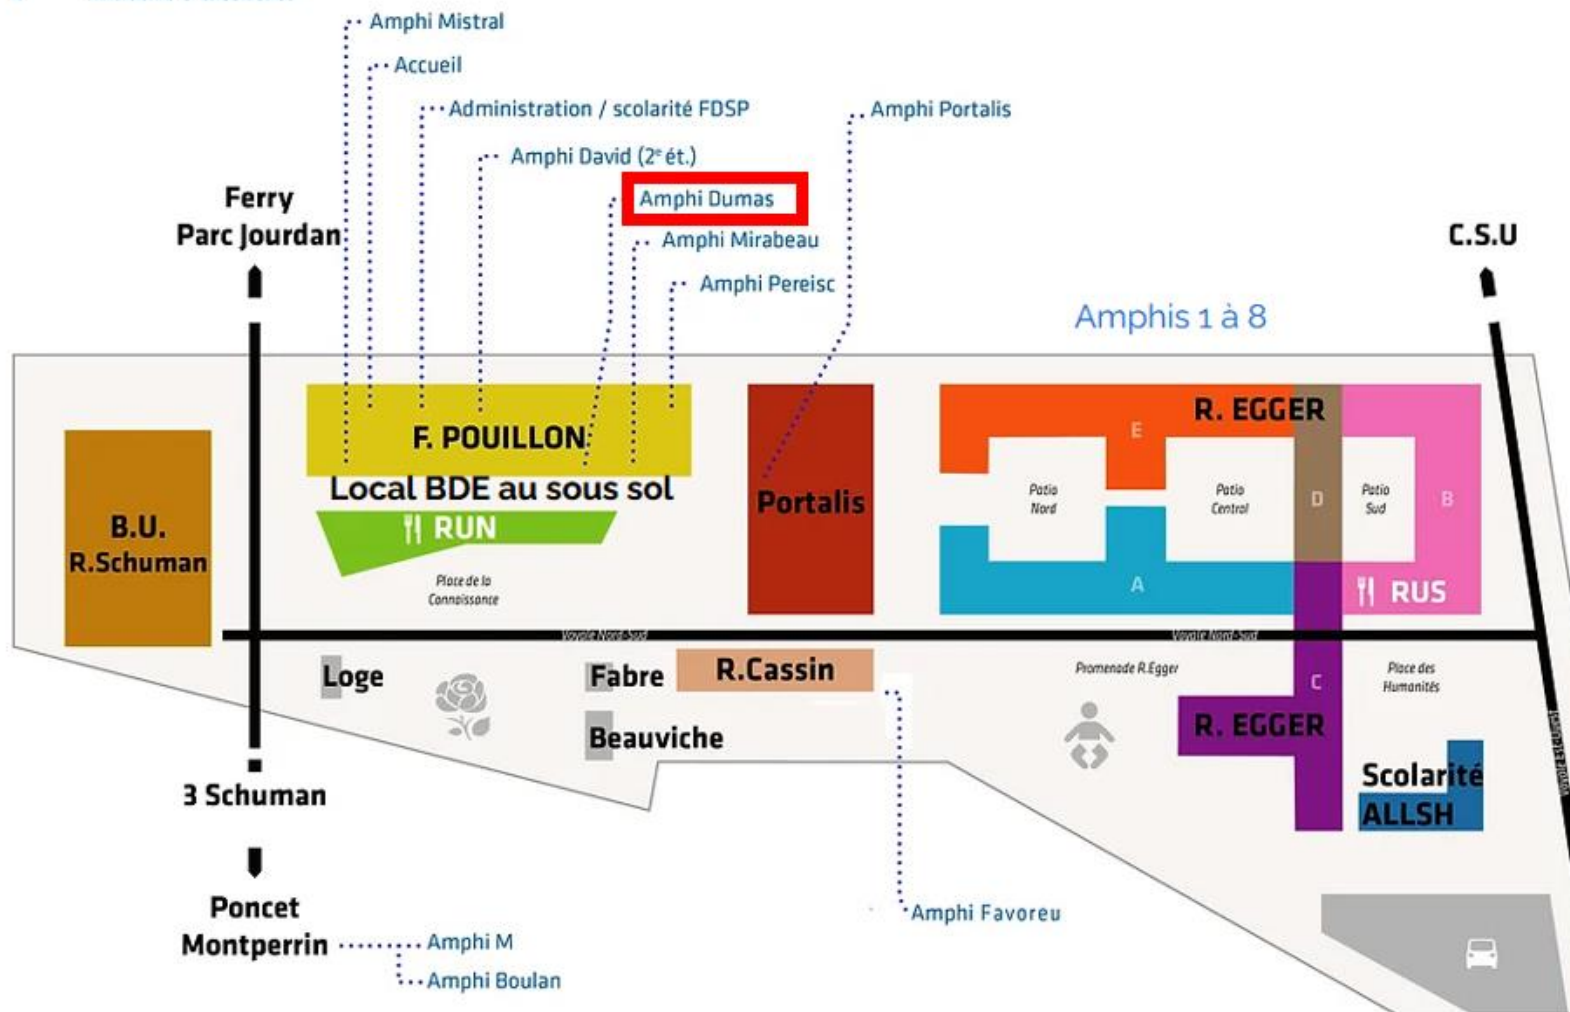 Amphi Mistral
Accueil
Administration / scolarité FDSP
Amphi Portalis
Amphi David (2e ét.)
Amphi Dumas
Ferry
Parc Jourdan
Amphi Mirabeau
C.S.U
Amphi Pereisc
Amphis 1 à 8
F. POUILLON
R. EGGER
E
Local BDE au sous sol
Portalis
Patio
Nord
Patio
Central
D
Patio
Sud
B
B.U.
R.Schuman
RUN
Place de la
Connaissance
A
RUS
Voyale Nord-Sud
Voyale Nord-Sud
Loge
Fabre
R.Cassin
Promenade R.Egger
C
Place des
Humanités
Beauviche
R. EGGER
Scolarité
ALLSH
3 Schuman
Poncet
Montperrin
Amphi M
Amphi Boulan
Amphi Favoreu